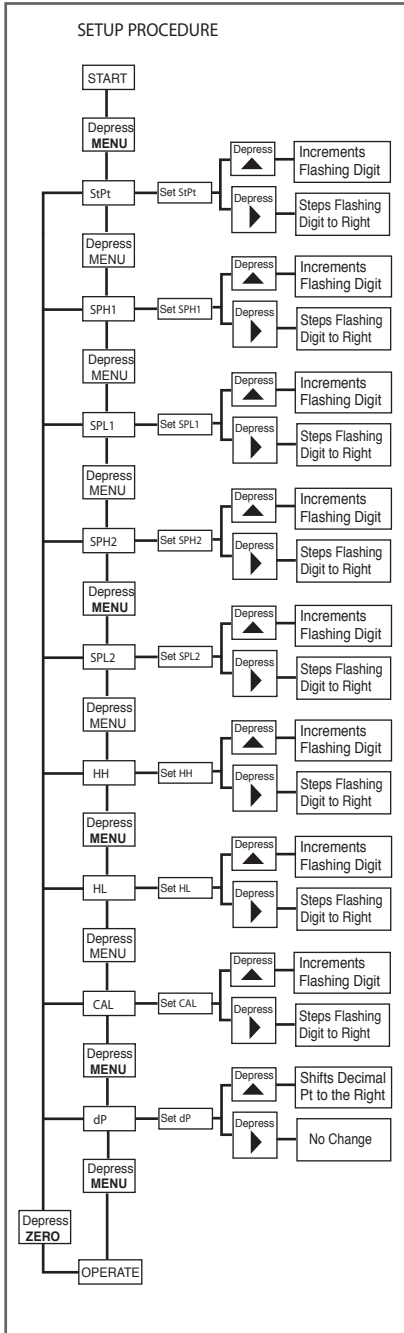 SETUP PROCEDURE
START
Depress
MENU
StPt
Set StPt
Depress
Increments
Flashing Digit
Depress
Steps Flashing
Digit to Right
Depress
MENU
SPH1
Set SPH1
Depress
Increments
Flashing Digit
Depress
Steps Flashing
Digit to Right
Depress
MENU
SPL1
Set SPL1
Depress
Increments
Flashing Digit
Depress
Steps Flashing
Digit to Right
Depress
MENU
SPH2
Set SPH2
Depress
Increments
Flashing Digit
Depress
Steps Flashing
Digit to Right
Depress
MENU
SPL2
Set SPL2
Depress
Increments
Flashing Digit
Depress
Steps Flashing
Digit to Right
Depress
MENU
HH
Set HH
Depress
Increments
Flashing Digit
Depress
Steps Flashing
Digit to Right
Depress
MENU
HL
Set HL
Depress
Increments
Flashing Digit
Depress
Steps Flashing
Digit to Right
Depress
MENU
CAL
Set CAL
Depress
Increments
Flashing Digit
Depress
Steps Flashing
Digit to Right
Depress
MENU
dP
Set dP
Depress
Shifts Decimal
Pt to the Right
Depress
No Change
Depress
MENU
Depress
ZERO
OPERATE